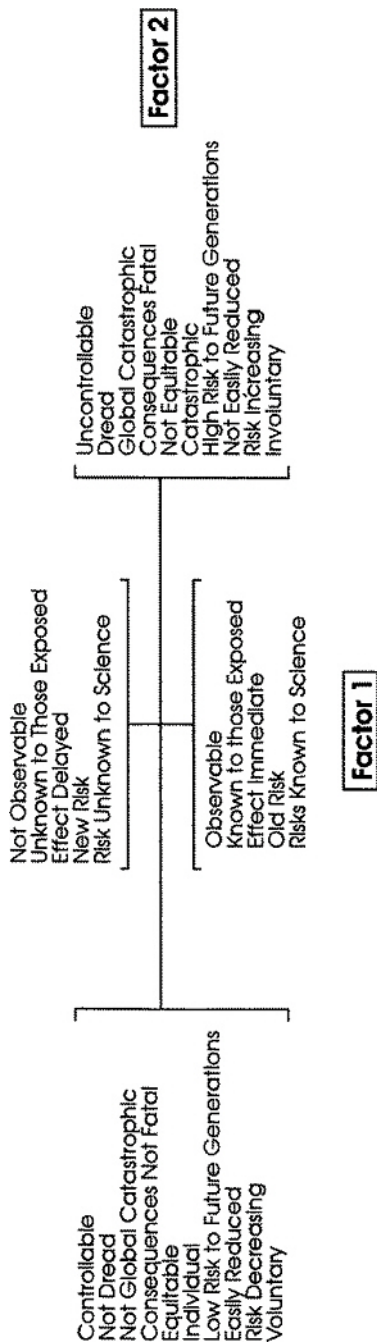 Not Observable
Unknown to Those Exposed
Effect Delayed
New Risk
Risk Unknown to Science
Controllable
Not Dread
Not Global Catastrophic
Consequences Not Fatal
Equitable
Individual
Low Risk to Future Generations
Easily Reduced
Risk Decreasing
Voluntary
Uncontrollable
Dread
Global Catastrophic
Consequences Fatal
Not Equitable
Catastrophic
High Risk to Future Generations
Not Easily Reduced
Risk Increasing
Involuntary
Factor 2
Observable
Known to those Exposed
Effect Immediate
Old Risk
Risks Known to Science
Factor 1